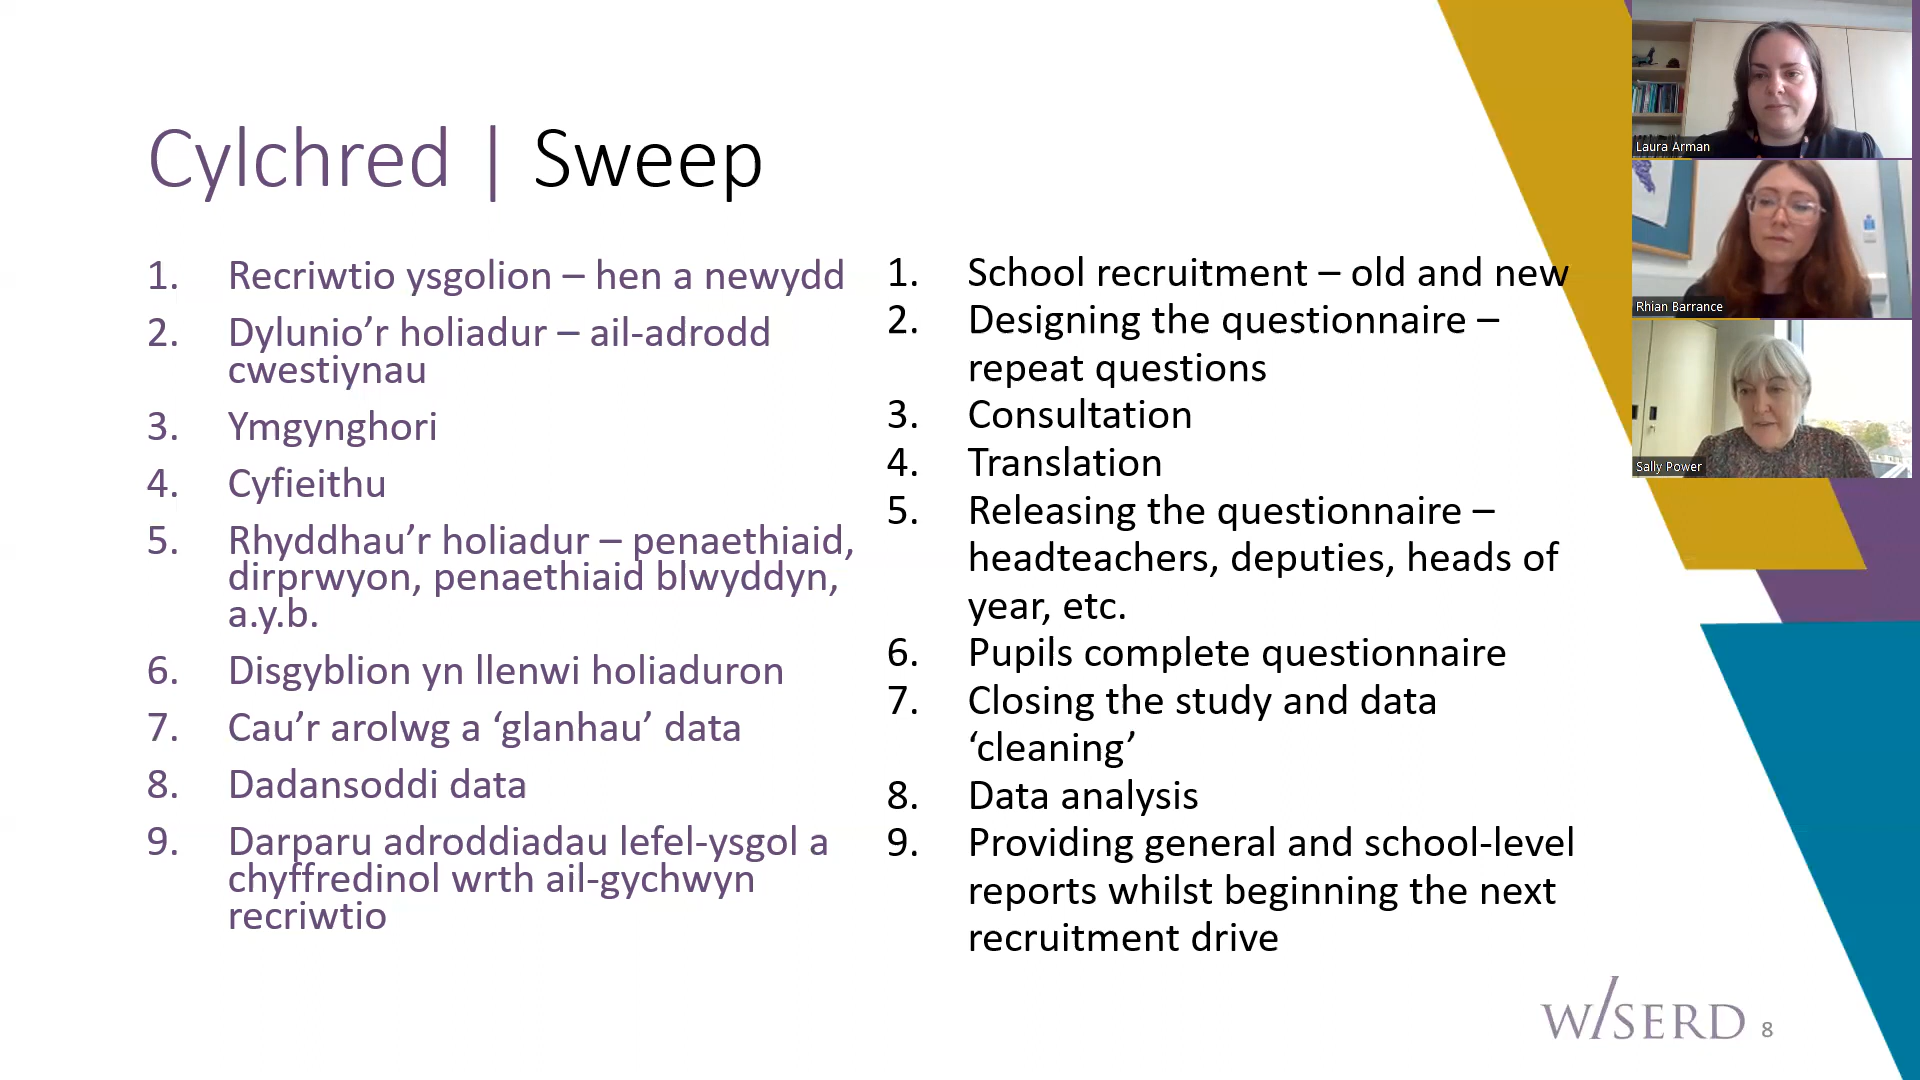 Cylchred | Sweep
1. Recriwtio ysgolion – hen a newydd
2. Dylunio’r holiadur – ail-adrodd
cwestiynau
3. Ymgynghori
4. Cyfieithu
5. Rhyddhau’r holiadur – penaethiaid,
dirprwyon, penaethiaid blwyddyn,
a.y.b.
6. Disgyblion yn llenwi holiaduron
7. Cau’r arolwg a ‘glanhau’ data
8. Dadansoddi data
9. Darparu adroddiadau lefel-ysgol a
chyffredinol wrth ail-gychwyn
recriwtio
1. School recruitment – old and new
2. Designing the questionnaire –
repeat questions
3. Consultation
4. Translation
5. Releasing the questionnaire –
headteachers, deputies, heads of
year, etc.
6. Pupils complete questionnaire
7. Closing the study and data
‘cleaning’
8. Data analysis
9. Providing general and school-level
reports whilst beginning the next
recruitment drive
Laura Arman
Rhian Barrance
Sally Power
W/SERD 8